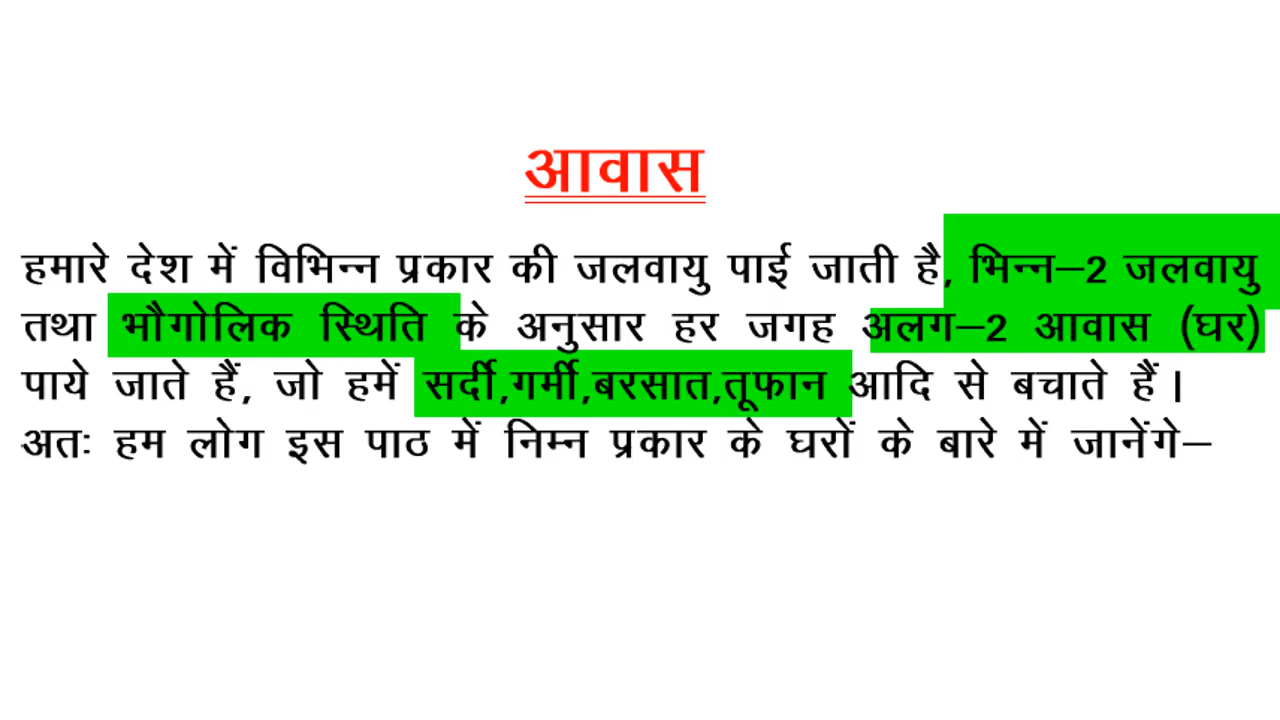 आवास
हमारे देश में विभिन्न प्रकार की जलवायु पाई जाती है, भिन्न–2 जलवायु
तथा भौगोलिक स्थिति के अनुसार हर जगह अलग–2 आवास (घर)
पाये जाते हैं, जो हमें सर्दी,गर्मी,बरसात,तूफान आदि से बचाते हैं।
अतः हम लोग इस पाठ में निम्न प्रकार के घरों के बारे में जानेंगे–